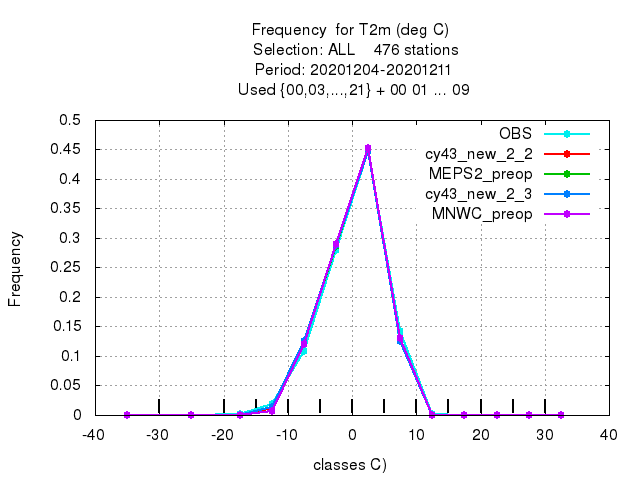 Frequency  for T2m (deg C)
Selection: ALL    476 stations
Period: 20201204-20201211
Used {00,03,...,21} + 00 01 ... 09
0.5
0.45
0.4
0.35
0.3
0.25
0.2
0.15
0.1
0.05
0
Frequency
OBS
cy43_new_2_2
MEPS2_preop
cy43_new_2_3
MNWC_preop
-40 -30 -20 -10 0 10 20 30 40
classes C)